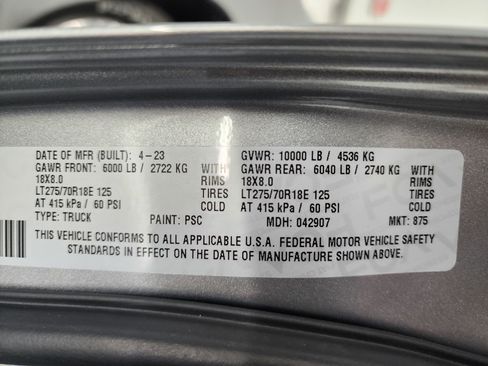 DATE OF MFR (BUILT): 4-23 GVWR: 10000 LB / 4536 KG
GAWR FRONT: 6000 LB / 2722 KG WITH GAWR REAR: 6040 LB / 2740 KG WITH
18X8.0 RIMS 18X8.0 RIMS
LT275/70R18E 125 TIRES LT275/70R18E 125 TIRES
AT 415 kPa / 60 PSI COLD AT 415 kPa / 60 PSI COLD
TYPE: TRUCK PAINT: PSC MDH: 042907 MKT: 875
THIS VEHICLE CONFORMS TO ALL APPLICABLE U.S.A. FEDERAL MOTOR VEHICLE SAFETY
STANDARDS IN EFFECT ON THE DATE OF MANUFACTURE SHOWN ABOVE.